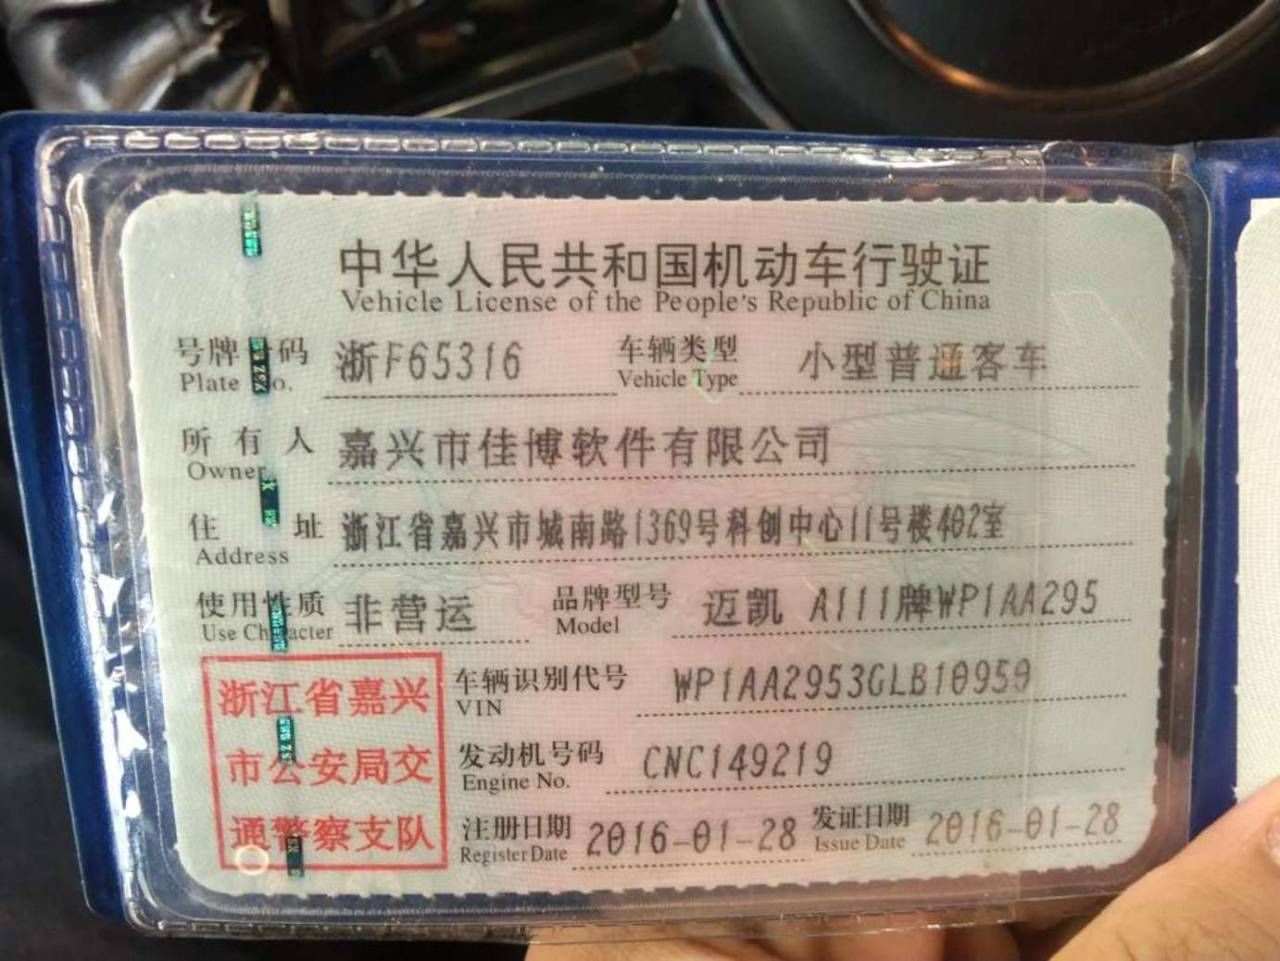 中华人民共和国机动车行驶证
Vehicle License of the People's Republic of China
号牌 码 浙F65316 车辆类型 小型普通客车
Plate No. Vehicle Type
所有人 嘉兴市佳博软件有限公司
Owner
住址 浙江省嘉兴市城南路1369号科创中心11号楼402室
Address
使用性质 非营运 品牌型号 迈凯 A111牌WP1AA295
Use Character Model
浙江省嘉兴
市公安局交
通警察支队
车辆识别代号 WP1AA2953GLB10959
VIN
发动机号码 CNC149219
Engine No.
注册日期 2016-01-28 发证日期 2016-01-28
Register Date Issue Date